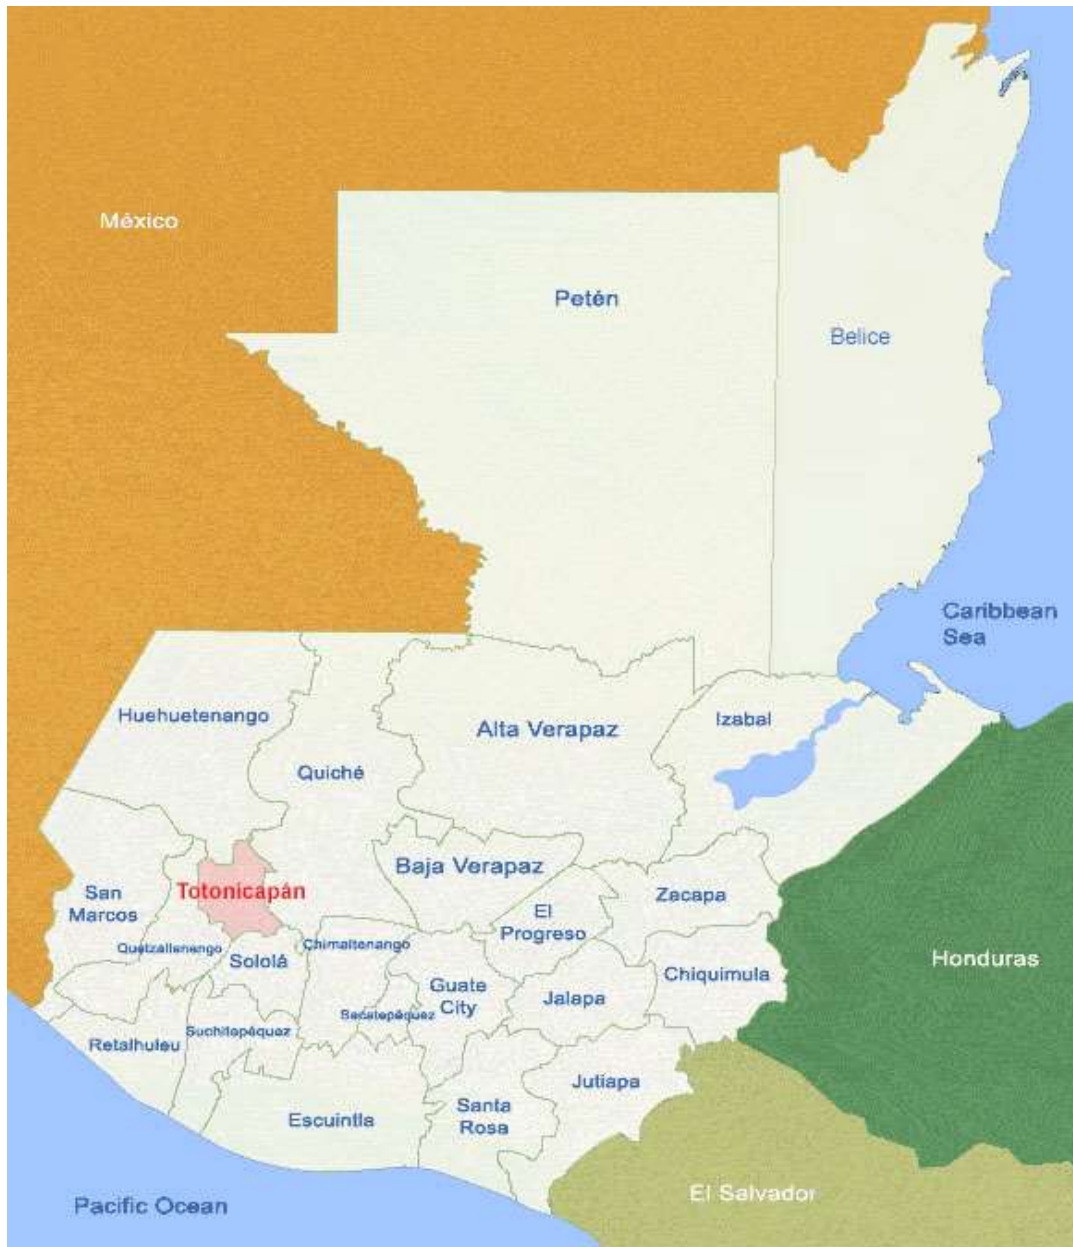 México
Petén
Belice
Caribbean
Sea
Huehuetenango
Izabal
Alta Verapaz
Quiché
Baja Verapaz
Totonicapán
San
Marcos
Zacapa
El
Progreso
Quetzaltenango
Chimaltenango
Sololá
Honduras
Chiquimula
Guate
City
Jalapa
Sacatepéquez
Suchitepéquez
Retalhuleu
Jutiapa
Santa
Rosa
Escuintla
El Salvador
Pacific Ocean